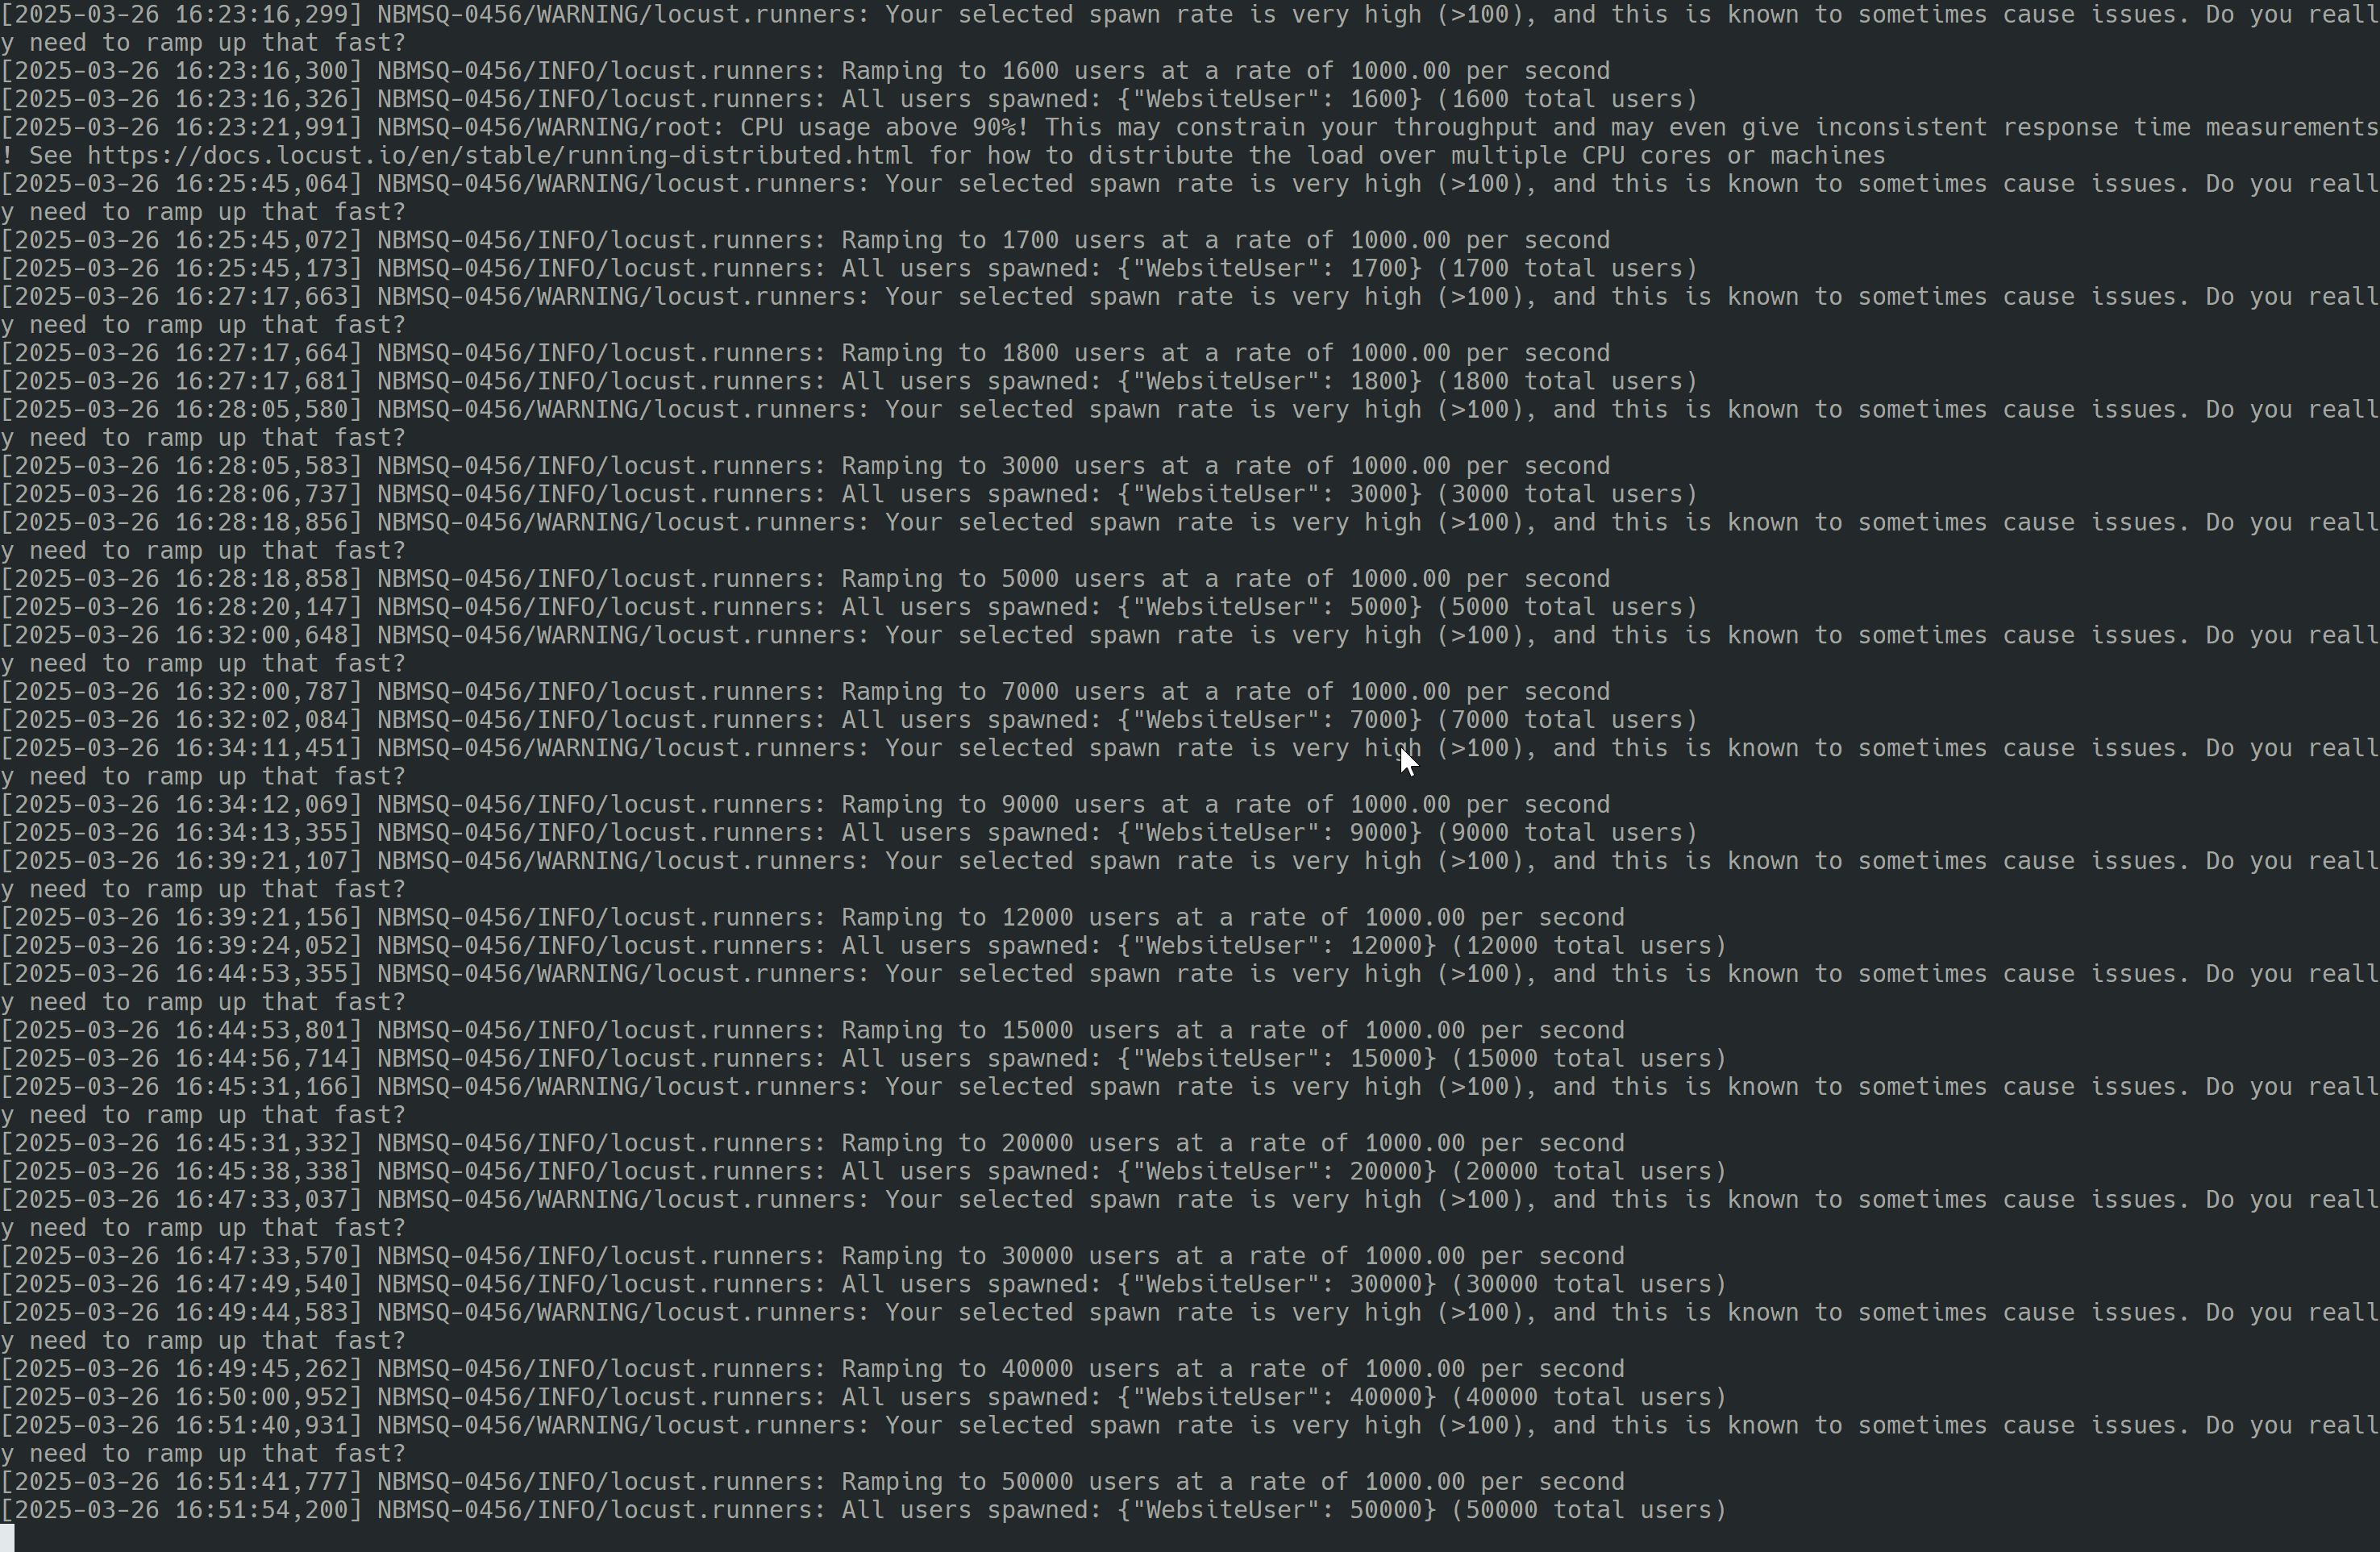 [2025-03-26 16:23:16,299] NBMSQ-0456/WARNING/locust.runners: Your selected spawn rate is very high (>100), and this is known to sometimes cause issues. Do you reall
y need to ramp up that fast?
[2025-03-26 16:23:16,300] NBMSQ-0456/INFO/locust.runners: Ramping to 1600 users at a rate of 1000.00 per second
[2025-03-26 16:23:16,326] NBMSQ-0456/INFO/locust.runners: All users spawned: {"WebsiteUser": 1600} (1600 total users)
[2025-03-26 16:23:21,991] NBMSQ-0456/WARNING/root: CPU usage above 90%! This may constrain your throughput and may even give inconsistent response time measurements
! See https://docs.locust.io/en/stable/running-distributed.html for how to distribute the load over multiple CPU cores or machines
[2025-03-26 16:25:45,064] NBMSQ-0456/WARNING/locust.runners: Your selected spawn rate is very high (>100), and this is known to sometimes cause issues. Do you reall
y need to ramp up that fast?
[2025-03-26 16:25:45,072] NBMSQ-0456/INFO/locust.runners: Ramping to 1700 users at a rate of 1000.00 per second
[2025-03-26 16:25:45,173] NBMSQ-0456/INFO/locust.runners: All users spawned: {"WebsiteUser": 1700} (1700 total users)
[2025-03-26 16:27:17,663] NBMSQ-0456/WARNING/locust.runners: Your selected spawn rate is very high (>100), and this is known to sometimes cause issues. Do you reall
y need to ramp up that fast?
[2025-03-26 16:27:17,664] NBMSQ-0456/INFO/locust.runners: Ramping to 1800 users at a rate of 1000.00 per second
[2025-03-26 16:27:17,681] NBMSQ-0456/INFO/locust.runners: All users spawned: {"WebsiteUser": 1800} (1800 total users)
[2025-03-26 16:28:05,580] NBMSQ-0456/WARNING/locust.runners: Your selected spawn rate is very high (>100), and this is known to sometimes cause issues. Do you reall
y need to ramp up that fast?
[2025-03-26 16:28:05,583] NBMSQ-0456/INFO/locust.runners: Ramping to 3000 users at a rate of 1000.00 per second
[2025-03-26 16:28:06,737] NBMSQ-0456/INFO/locust.runners: All users spawned: {"WebsiteUser": 3000} (3000 total users)
[2025-03-26 16:28:18,856] NBMSQ-0456/WARNING/locust.runners: Your selected spawn rate is very high (>100), and this is known to sometimes cause issues. Do you reall
y need to ramp up that fast?
[2025-03-26 16:28:18,858] NBMSQ-0456/INFO/locust.runners: Ramping to 5000 users at a rate of 1000.00 per second
[2025-03-26 16:28:20,147] NBMSQ-0456/INFO/locust.runners: All users spawned: {"WebsiteUser": 5000} (5000 total users)
[2025-03-26 16:32:00,648] NBMSQ-0456/WARNING/locust.runners: Your selected spawn rate is very high (>100), and this is known to sometimes cause issues. Do you reall
y need to ramp up that fast?
[2025-03-26 16:32:00,787] NBMSQ-0456/INFO/locust.runners: Ramping to 7000 users at a rate of 1000.00 per second
[2025-03-26 16:32:02,084] NBMSQ-0456/INFO/locust.runners: All users spawned: {"WebsiteUser": 7000} (7000 total users)
[2025-03-26 16:34:11,451] NBMSQ-0456/WARNING/locust.runners: Your selected spawn rate is very high (>100), and this is known to sometimes cause issues. Do you reall
y need to ramp up that fast?
[2025-03-26 16:34:12,069] NBMSQ-0456/INFO/locust.runners: Ramping to 9000 users at a rate of 1000.00 per second
[2025-03-26 16:34:13,355] NBMSQ-0456/INFO/locust.runners: All users spawned: {"WebsiteUser": 9000} (9000 total users)
[2025-03-26 16:39:21,107] NBMSQ-0456/WARNING/locust.runners: Your selected spawn rate is very high (>100), and this is known to sometimes cause issues. Do you reall
y need to ramp up that fast?
[2025-03-26 16:39:21,156] NBMSQ-0456/INFO/locust.runners: Ramping to 12000 users at a rate of 1000.00 per second
[2025-03-26 16:39:24,052] NBMSQ-0456/INFO/locust.runners: All users spawned: {"WebsiteUser": 12000} (12000 total users)
[2025-03-26 16:44:53,355] NBMSQ-0456/WARNING/locust.runners: Your selected spawn rate is very high (>100), and this is known to sometimes cause issues. Do you reall
y need to ramp up that fast?
[2025-03-26 16:44:53,801] NBMSQ-0456/INFO/locust.runners: Ramping to 15000 users at a rate of 1000.00 per second
[2025-03-26 16:44:56,714] NBMSQ-0456/INFO/locust.runners: All users spawned: {"WebsiteUser": 15000} (15000 total users)
[2025-03-26 16:45:31,166] NBMSQ-0456/WARNING/locust.runners: Your selected spawn rate is very high (>100), and this is known to sometimes cause issues. Do you reall
y need to ramp up that fast?
[2025-03-26 16:45:31,332] NBMSQ-0456/INFO/locust.runners: Ramping to 20000 users at a rate of 1000.00 per second
[2025-03-26 16:45:38,338] NBMSQ-0456/INFO/locust.runners: All users spawned: {"WebsiteUser": 20000} (20000 total users)
[2025-03-26 16:47:33,037] NBMSQ-0456/WARNING/locust.runners: Your selected spawn rate is very high (>100), and this is known to sometimes cause issues. Do you reall
y need to ramp up that fast?
[2025-03-26 16:47:33,570] NBMSQ-0456/INFO/locust.runners: Ramping to 30000 users at a rate of 1000.00 per second
[2025-03-26 16:47:49,540] NBMSQ-0456/INFO/locust.runners: All users spawned: {"WebsiteUser": 30000} (30000 total users)
[2025-03-26 16:49:44,583] NBMSQ-0456/WARNING/locust.runners: Your selected spawn rate is very high (>100), and this is known to sometimes cause issues. Do you reall
y need to ramp up that fast?
[2025-03-26 16:49:45,262] NBMSQ-0456/INFO/locust.runners: Ramping to 40000 users at a rate of 1000.00 per second
[2025-03-26 16:50:00,952] NBMSQ-0456/INFO/locust.runners: All users spawned: {"WebsiteUser": 40000} (40000 total users)
[2025-03-26 16:51:40,931] NBMSQ-0456/WARNING/locust.runners: Your selected spawn rate is very high (>100), and this is known to sometimes cause issues. Do you reall
y need to ramp up that fast?
[2025-03-26 16:51:41,777] NBMSQ-0456/INFO/locust.runners: Ramping to 50000 users at a rate of 1000.00 per second
[2025-03-26 16:51:54,200] NBMSQ-0456/INFO/locust.runners: All users spawned: {"WebsiteUser": 50000} (50000 total users)